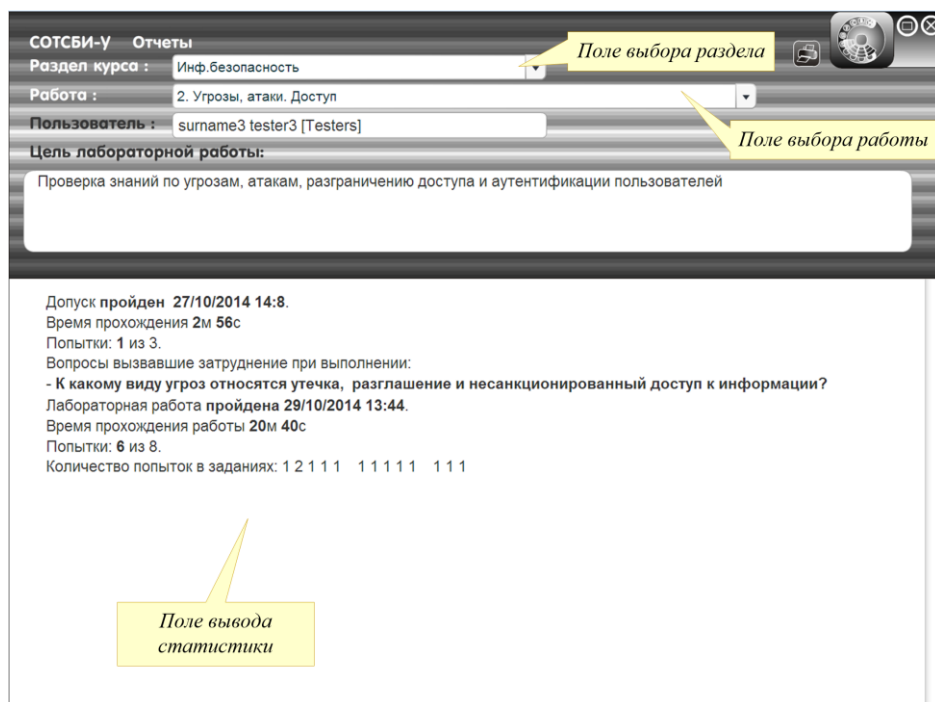 СОТСБИ-У Отчеты
Раздел курса : Инф.безопасность
Поле выбора раздела
Работа : 2. Угрозы, атаки. Доступ
Пользователь : surname3 tester3 [Testers]
Поле выбора работы
Цель лабораторной работы:
Проверка знаний по угрозам, атакам, разграничению доступа и аутентификации пользователей
Допуск пройден 27/10/2014 14:8.
Время прохождения 2м 56с
Попытки: 1 из 3.
Вопросы вызвавшие затруднение при выполнении:
- К какому виду угроз относятся утечка, разглашение и несанкционированный доступ к информации?
Лабораторная работа пройдена 29/10/2014 13:44.
Время прохождения работы 20м 40с
Попытки: 6 из 8.
Количество попыток в заданиях: 1 2 1 1 1 1 1 1 1 1 1 1 1
Поле вывода
статистики